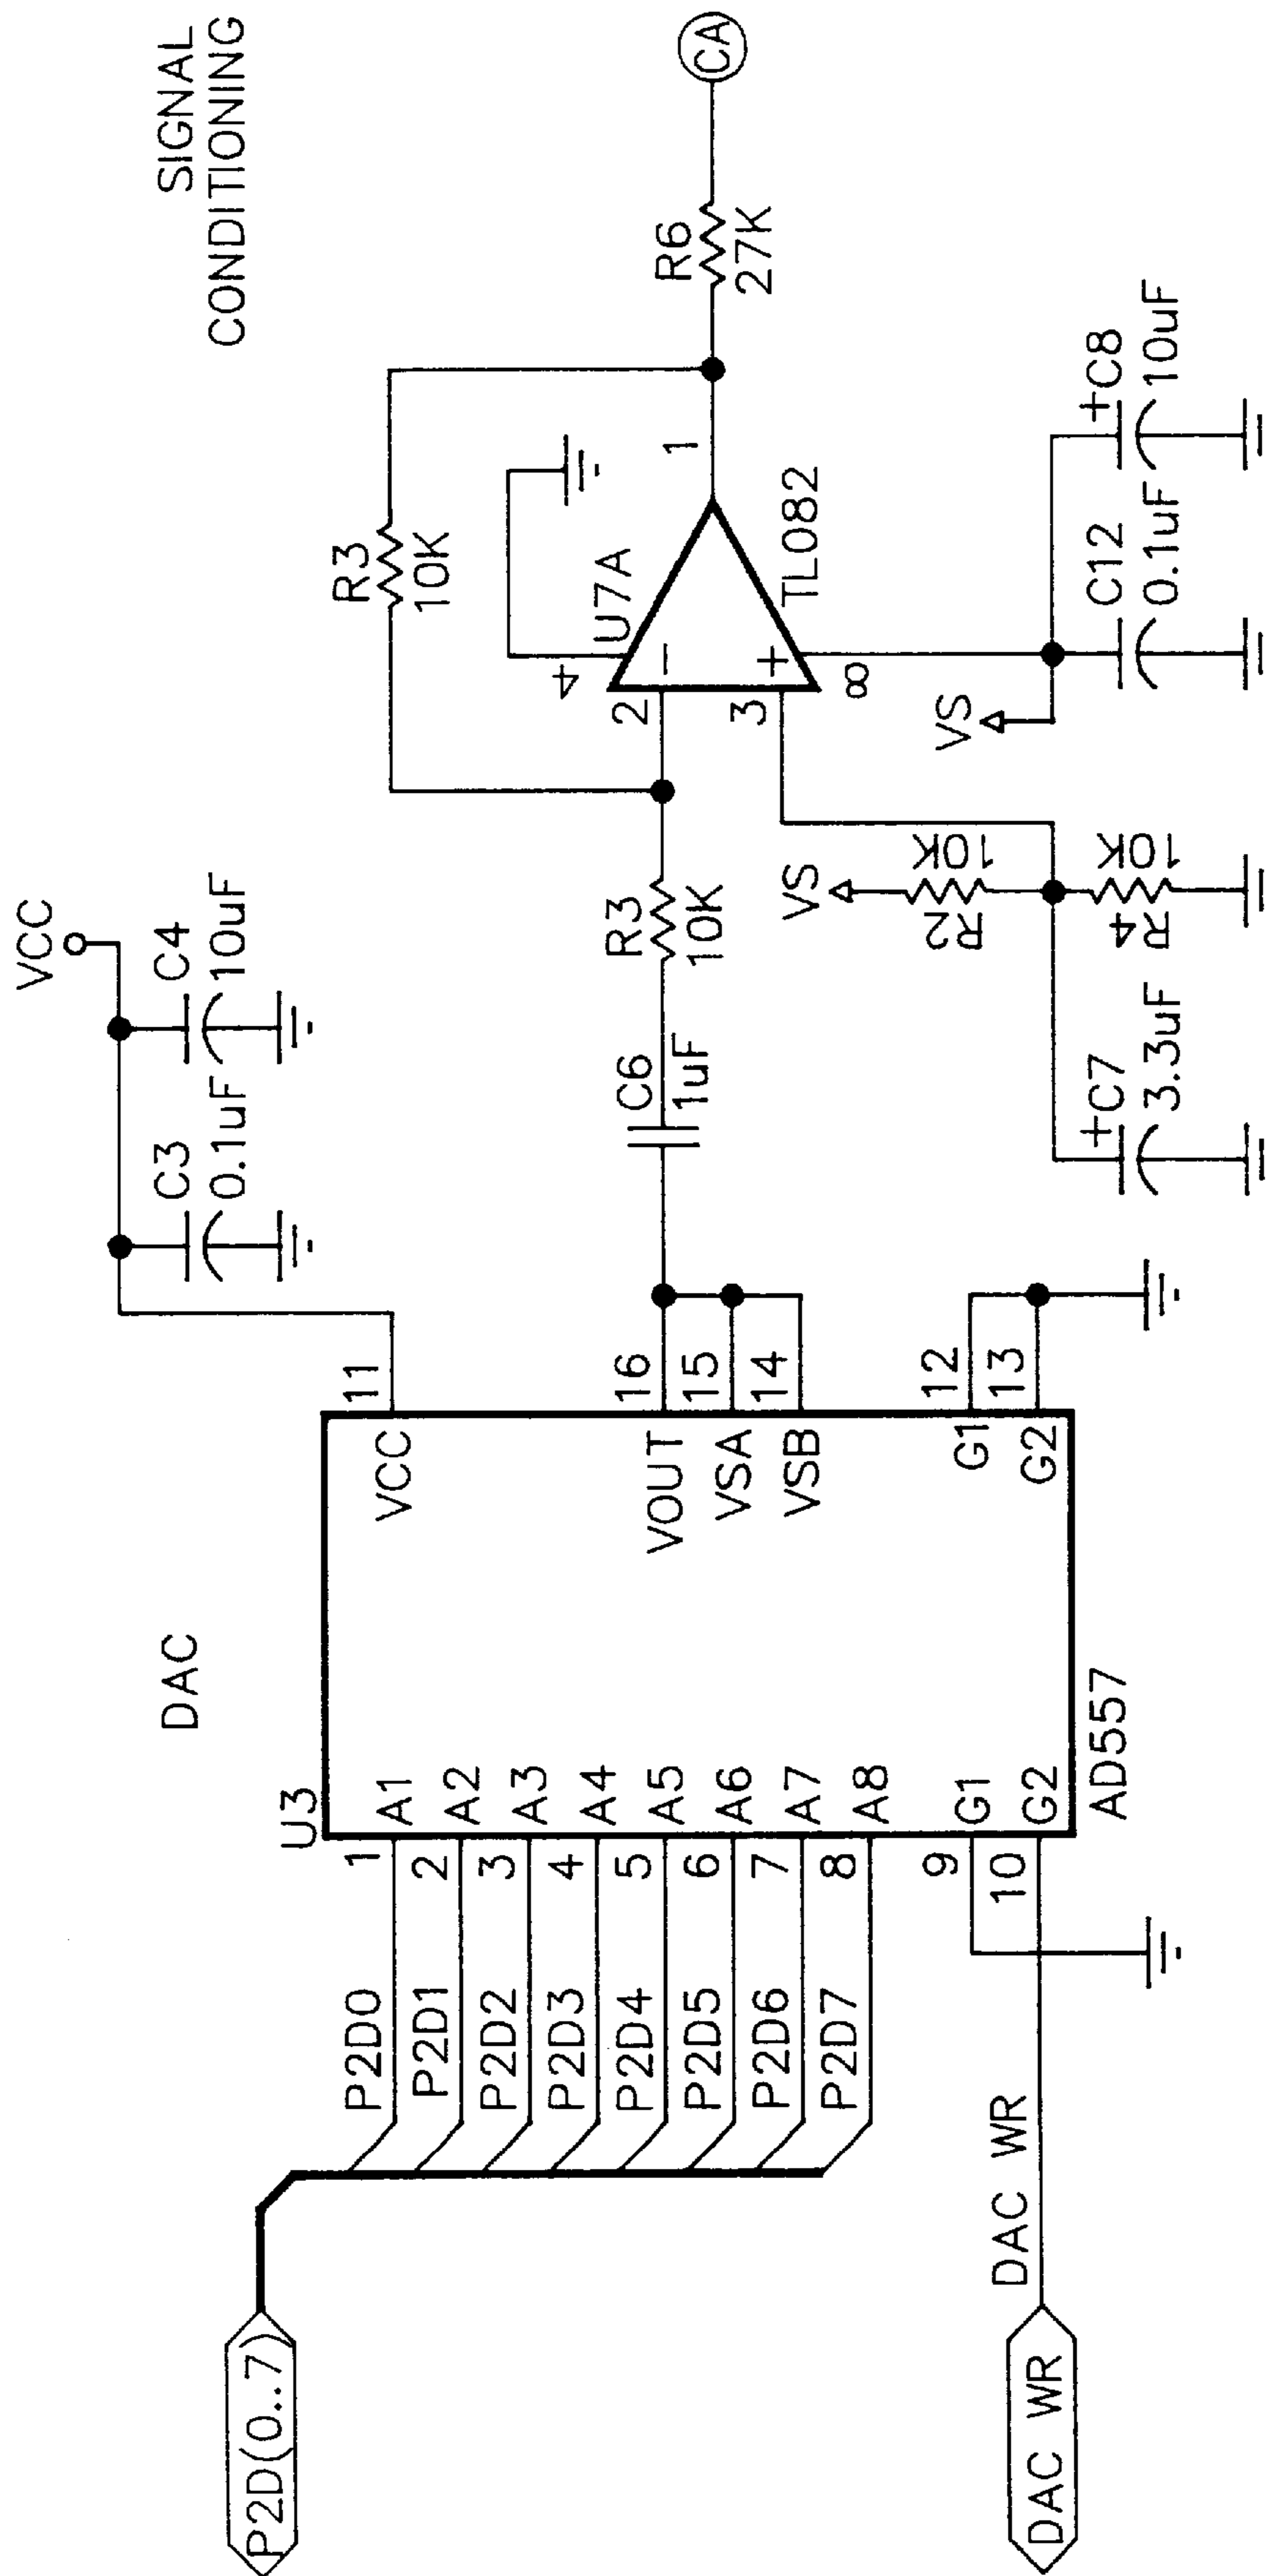 DAC
SIGNAL
CONDITIONING
VCC
C3
0.1uF
C4
10uF
P2D(0..7)
U3
P2D0
1
A1
P2D1
2
A2
P2D2
3
A3
P2D3
4
A4
P2D4
5
A5
P2D5
6
A6
P2D6
7
A7
P2D7
8
A8
9
G1
10
G2
DAC WR
DAC WR
AD557
VCC
11
VOUT
16
VSA
15
VSB
14
G1
12
G2
13
C6
1uF
R3
10K
R3
10K
2
3
4
U7A
−
+
8
1
TL082
R6
27K
CA
VS
R2
10K
R4
10K
+C7
3.3uF
VS
C12
0.1uF
+C8
10uF